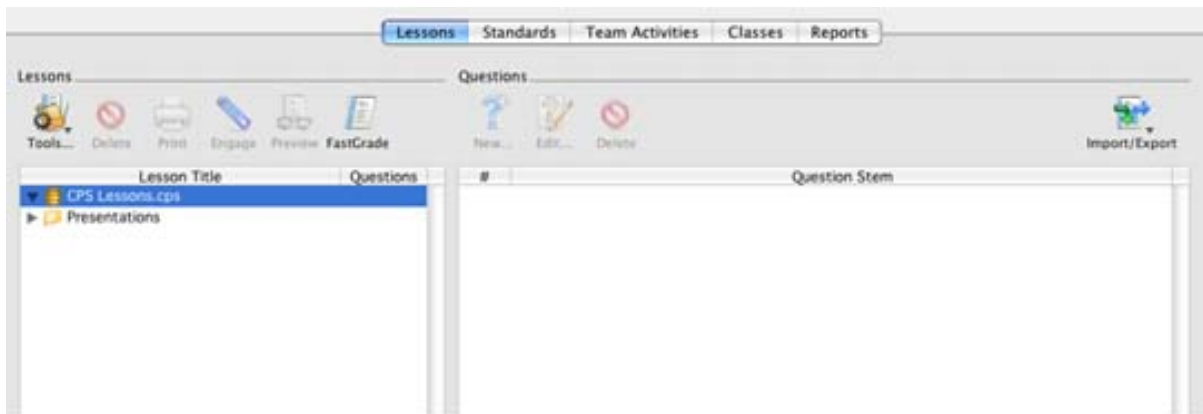 Lessons Standards Team Activities Classes Reports
Lessons
Questions
Tools... Delete Print Engage Preview FastGrade
New... Edit... Delete
Import/Export
Lesson Title Questions
# Question Stem
CPS Lessons.cps
Presentations